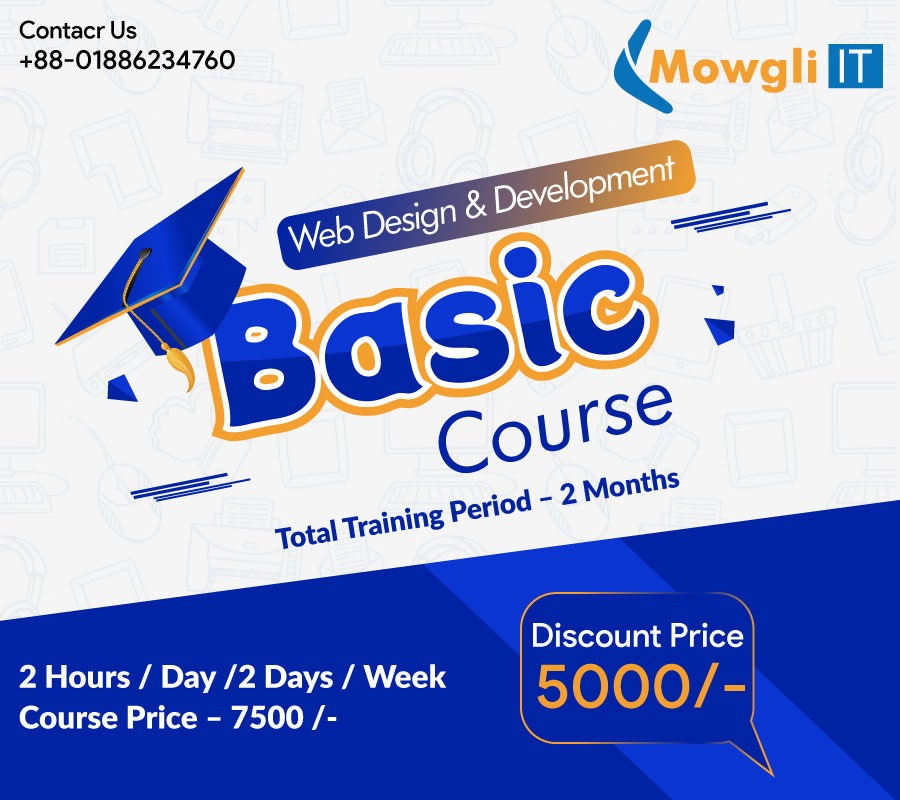 Contacr Us
+88-01886234760
Mowgli IT
Web Design & Development
Basic
Course
Total Training Period – 2 Months
2 Hours / Day /2 Days / Week
Course Price – 7500 /-
Discount Price
5000/-